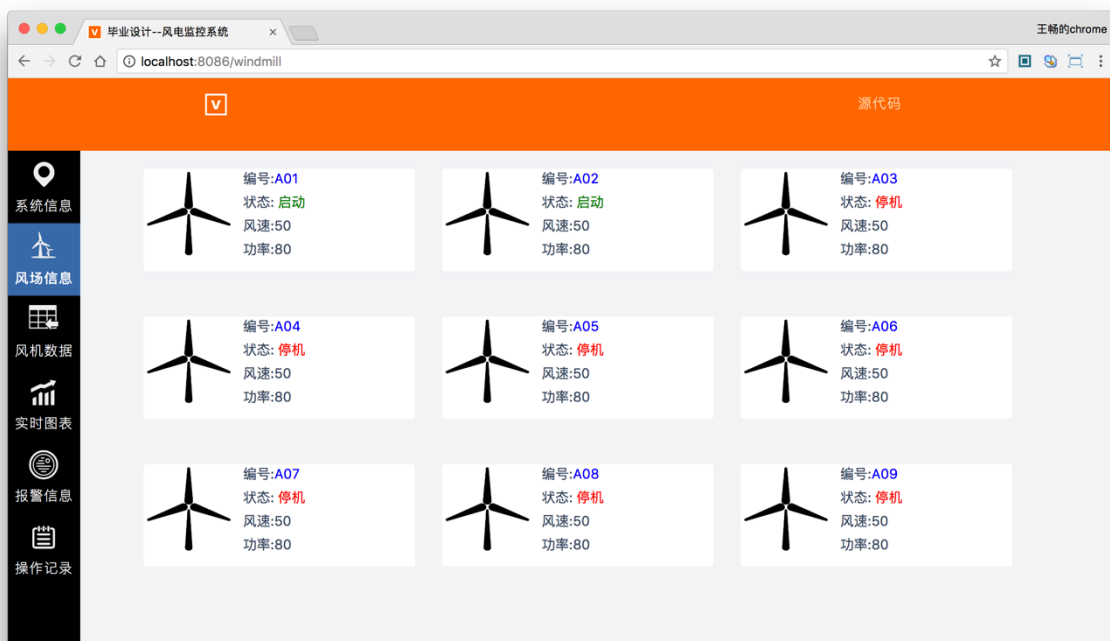 V 毕业设计--风电监控系统 ×
王畅的chrome
localhost:8086/windmill
V
源代码
系统信息
风场信息
风机数据
实时图表
报警信息
操作记录
编号:A01
状态: 启动
风速:50
功率:80
编号:A02
状态: 启动
风速:50
功率:80
编号:A03
状态: 停机
风速:50
功率:80
编号:A04
状态: 停机
风速:50
功率:80
编号:A05
状态: 停机
风速:50
功率:80
编号:A06
状态: 停机
风速:50
功率:80
编号:A07
状态: 停机
风速:50
功率:80
编号:A08
状态: 停机
风速:50
功率:80
编号:A09
状态: 停机
风速:50
功率:80